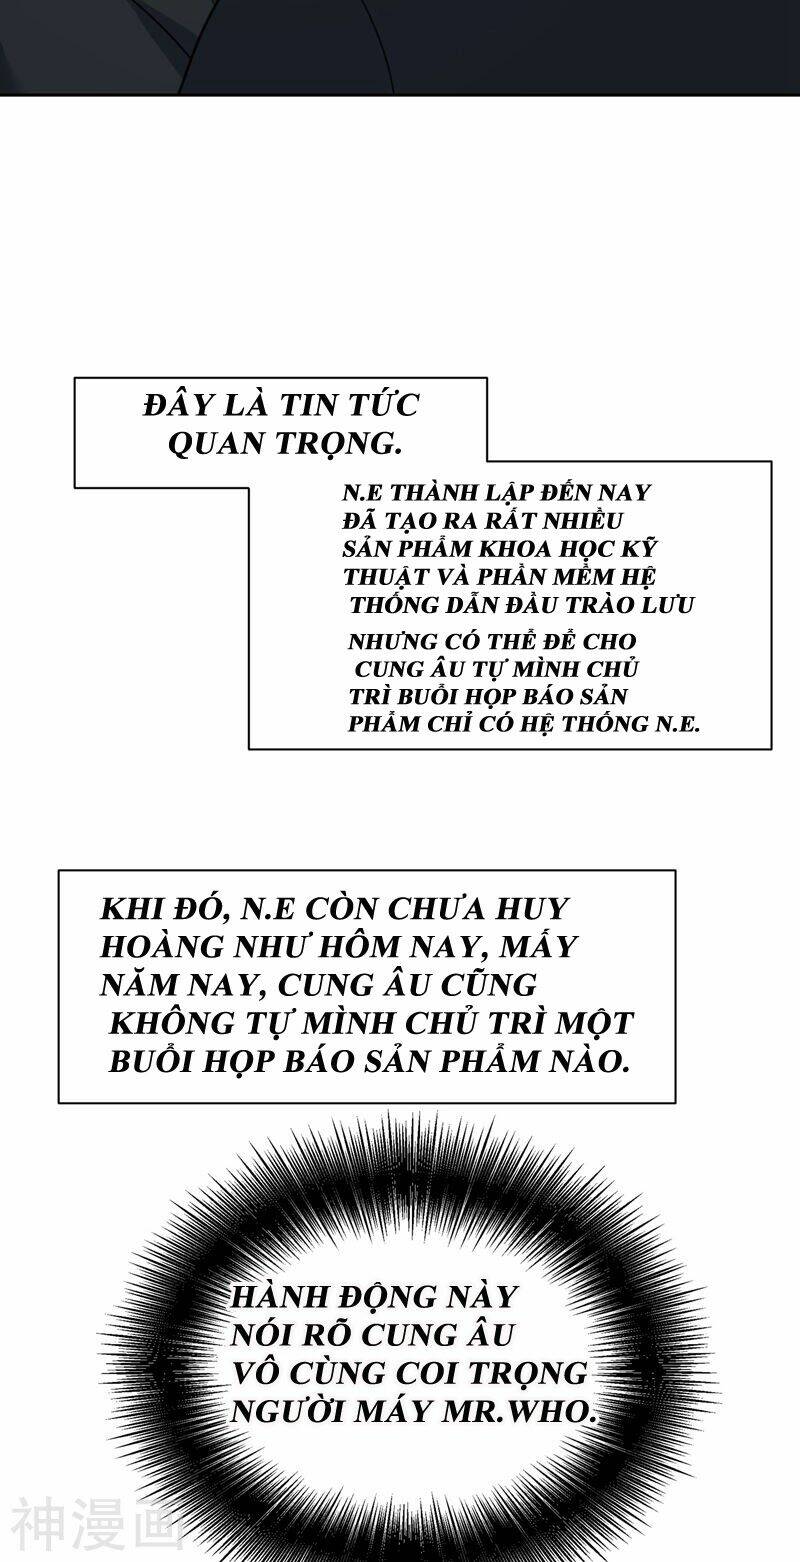 ĐÂY LÀ TIN TỨC
QUAN TRỌNG.
N.E THÀNH LẬP ĐẾN NAY
ĐÃ TẠO RA RẤT NHIỀU
SẢN PHẨM KHOA HỌC KỸ
THUẬT VÀ PHẦN MỀM HỆ
THỐNG DẪN ĐẦU TRÀO LƯU
NHƯNG CÓ THỂ ĐỂ CHO
CUNG ÂU TỰ MÌNH CHỦ
TRÌ BUỔI HỌP BÁO SẢN
PHẨM CHỈ CÓ HỆ THỐNG N.E.
KHI ĐÓ, N.E CÒN CHƯA HUY
HOÀNG NHƯ HÔM NAY, MẤY
NĂM NAY, CUNG ÂU CŨNG
KHÔNG TỰ MÌNH CHỦ TRÌ MỘT
BUỔI HỌP BÁO SẢN PHẨM NÀO.
HÀNH ĐỘNG NÀY
NÓI RÕ CUNG ÂU
VÔ CÙNG COI TRỌNG
NGƯỜI MÁY MR.WHO.
神漫画